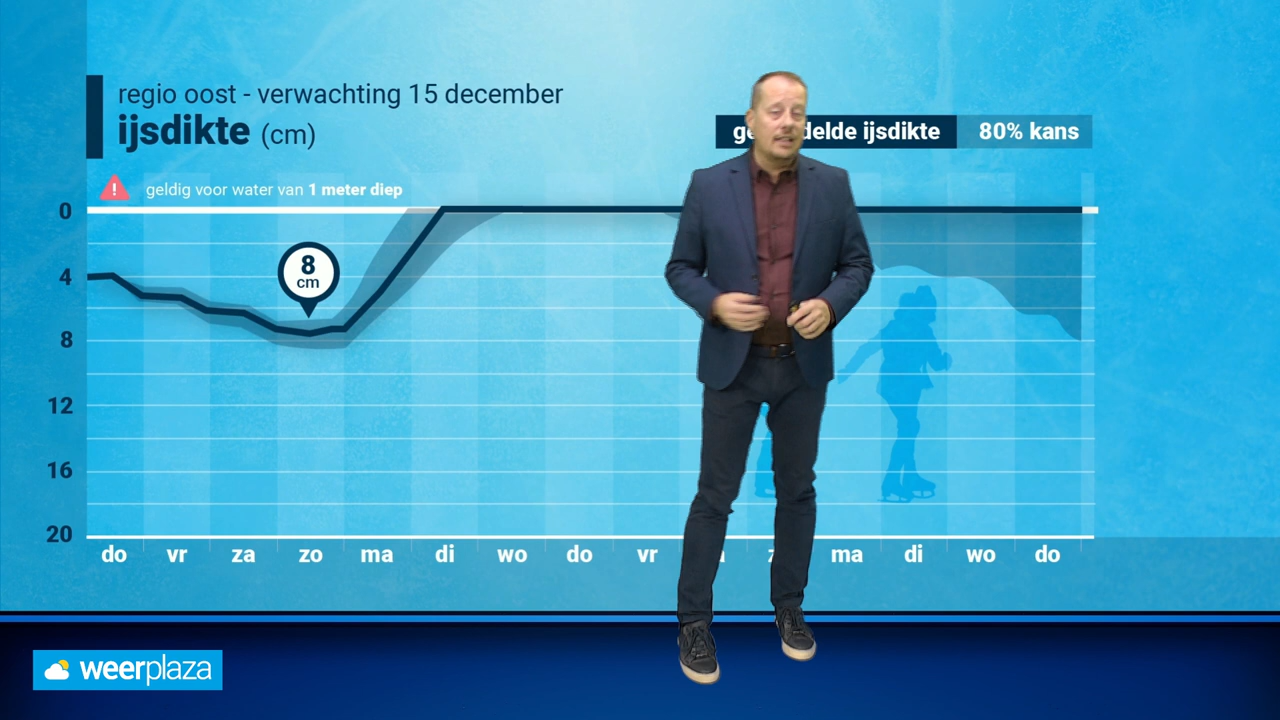 regio oost - verwachting 15 december
ijsdikte (cm)
ijsdikte 80% kans
! geldig voor water van 1 meter diep
0
4
8
12
16
20
8
cm
do vr za zo ma di wo do vr ma di wo do
weerplaza